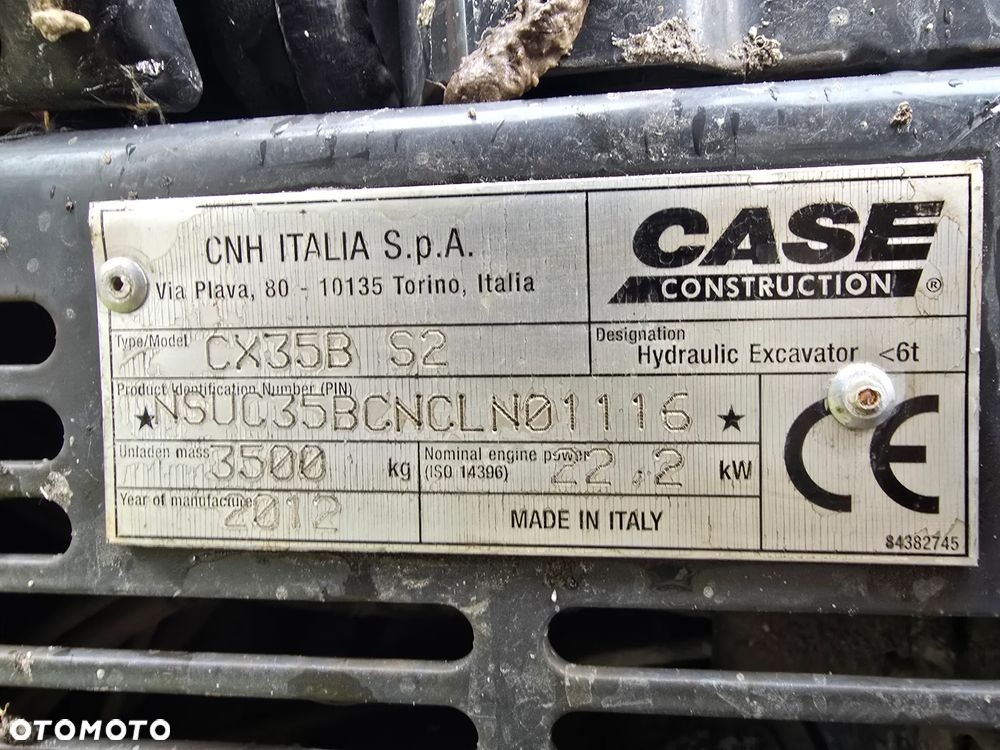 CNH ITALIA S.p.A.
Via Plava, 80 - 10135 Torino, Italia
CASE
CONSTRUCTION ®
Type/Model CX35B S2
Designation
Hydraulic Excavator <6t
Product Identification Number (PIN)
★NSUC35BCNCLN01116 ★
Unladen mass 3500 kg
Nominal engine power
(ISO 14396) 22.2 kW
Year of manufacture 2012
MADE IN ITALY
CE
84382745
OTOMOTO